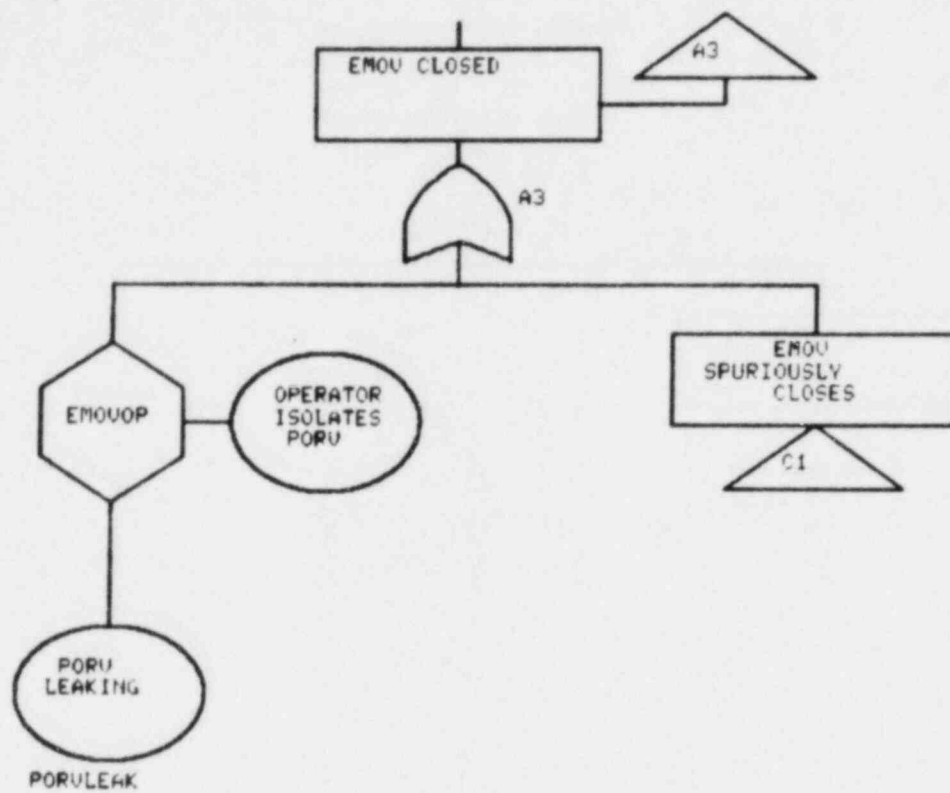 EMOV CLOSED
A3
A3
EMOVOP
OPERATOR
ISOLATES
PORV
EMOV
SPURIOUSLY
CLOSES
C1
PORV
LEAKING
PORVLEAK